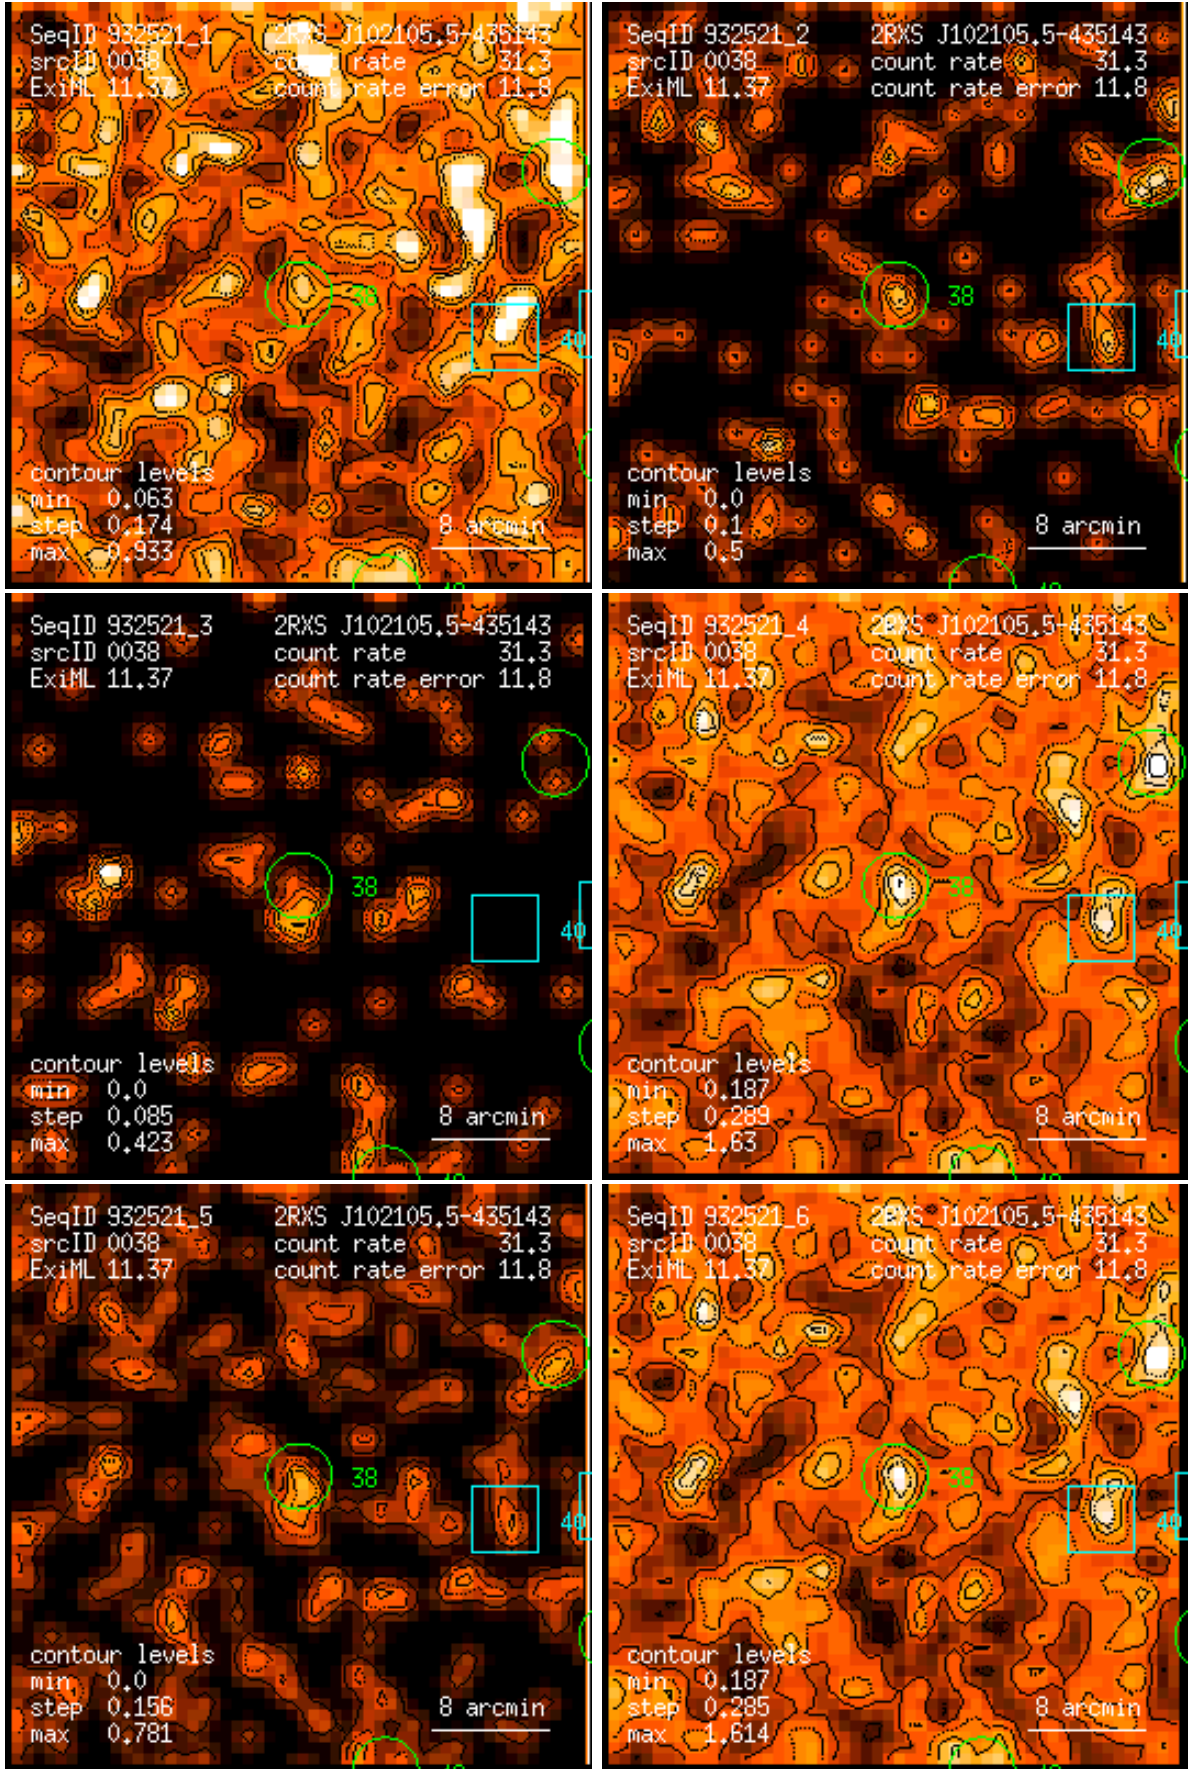 SeqID 932521_1 2RXS J102105.5-435143
srcID 0038 count rate 31.3
ExiML 11.37 count rate error 11.8
38
40
contour levels
min 0.063
step 0.174
max 0.933
8 arcmin
SeqID 932521_2 2RXS J102105.5-435143
srcID 0038 count rate 31.3
ExiML 11.37 count rate error 11.8
38
40
contour levels
min 0.0
step 0.1
max 0.5
8 arcmin
SeqID 932521_3 2RXS J102105.5-435143
srcID 0038 count rate 31.3
ExiML 11.37 count rate error 11.8
38
40
contour levels
min 0.0
step 0.085
max 0.423
8 arcmin
SeqID 932521_4 2RXS J102105.5-435143
srcID 0038 count rate 31.3
ExiML 11.37 count rate error 11.8
38
40
contour levels
min 0.187
step 0.289
max 1.63
8 arcmin
SeqID 932521_5 2RXS J102105.5-435143
srcID 0038 count rate 31.3
ExiML 11.37 count rate error 11.8
38
40
contour levels
min 0.0
step 0.156
max 0.781
8 arcmin
SeqID 932521_6 2RXS J102105.5-435143
srcID 0038 count rate 31.3
ExiML 11.37 count rate error 11.8
38
40
contour levels
min 0.187
step 0.285
max 1.614
8 arcmin